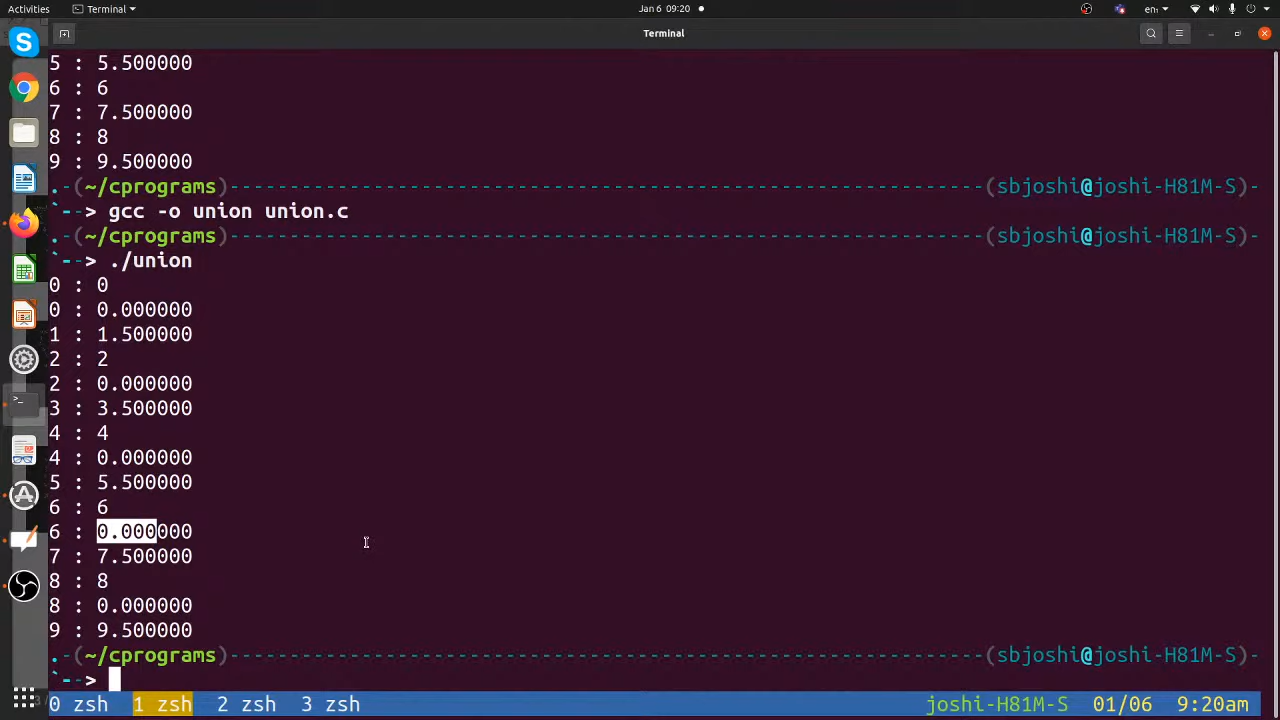 Activities Terminal Jan 6 09:20 en
Terminal
5 : 5.500000
6 : 6
7 : 7.500000
8 : 8
9 : 9.500000
.-(~/cprograms)---------------------------------------------------------------(sbjoshi@joshi-H81M-S)-
`--> gcc -o union union.c
.-(~/cprograms)---------------------------------------------------------------(sbjoshi@joshi-H81M-S)-
`--> ./union
0 : 0
0 : 0.000000
1 : 1.500000
2 : 2
2 : 0.000000
3 : 3.500000
4 : 4
4 : 0.000000
5 : 5.500000
6 : 6
6 : 0.000000
7 : 7.500000
8 : 8
8 : 0.000000
9 : 9.500000
.-(~/cprograms)---------------------------------------------------------------(sbjoshi@joshi-H81M-S)-
`-->
0 zsh 1 zsh 2 zsh 3 zsh joshi-H81M-S 01/06 9:20am